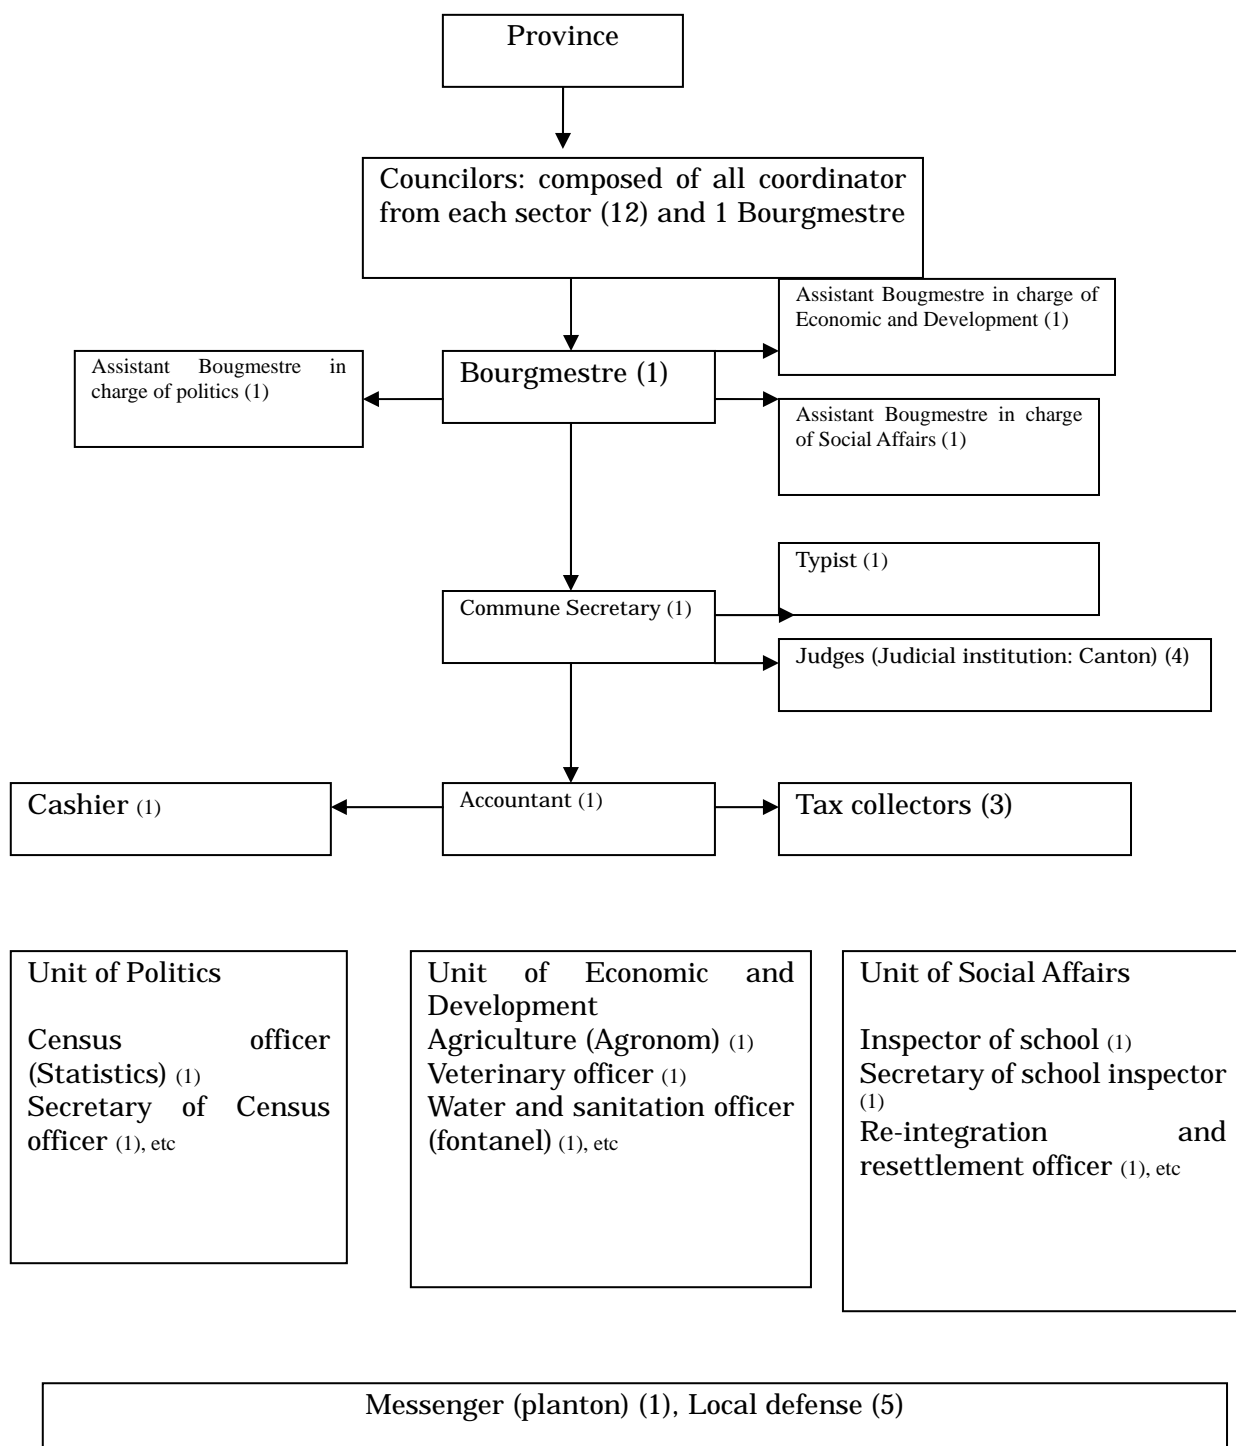 Province
Councilors: composed of all coordinator
from each sector (12) and 1 Bourgmestre
Assistant Bougmestre in charge of
Economic and Development (1)
Assistant Bougmestre in
charge of politics (1)
Bourgmestre (1)
Assistant Bougmestre in charge
of Social Affairs (1)
Typist (1)
Commune Secretary (1)
Judges (Judicial institution: Canton) (4)
Cashier (1)
Accountant (1)
Tax collectors (3)
Unit of Politics
Census officer
(Statistics) (1)
Secretary of Census
officer (1), etc
Unit of Economic and
Development
Agriculture (Agronom) (1)
Veterinary officer (1)
Water and sanitation officer
(fontanel) (1), etc
Unit of Social Affairs
Inspector of school (1)
Secretary of school inspector
(1)
Re-integration and
resettlement officer (1), etc
Messenger (planton) (1), Local defense (5)